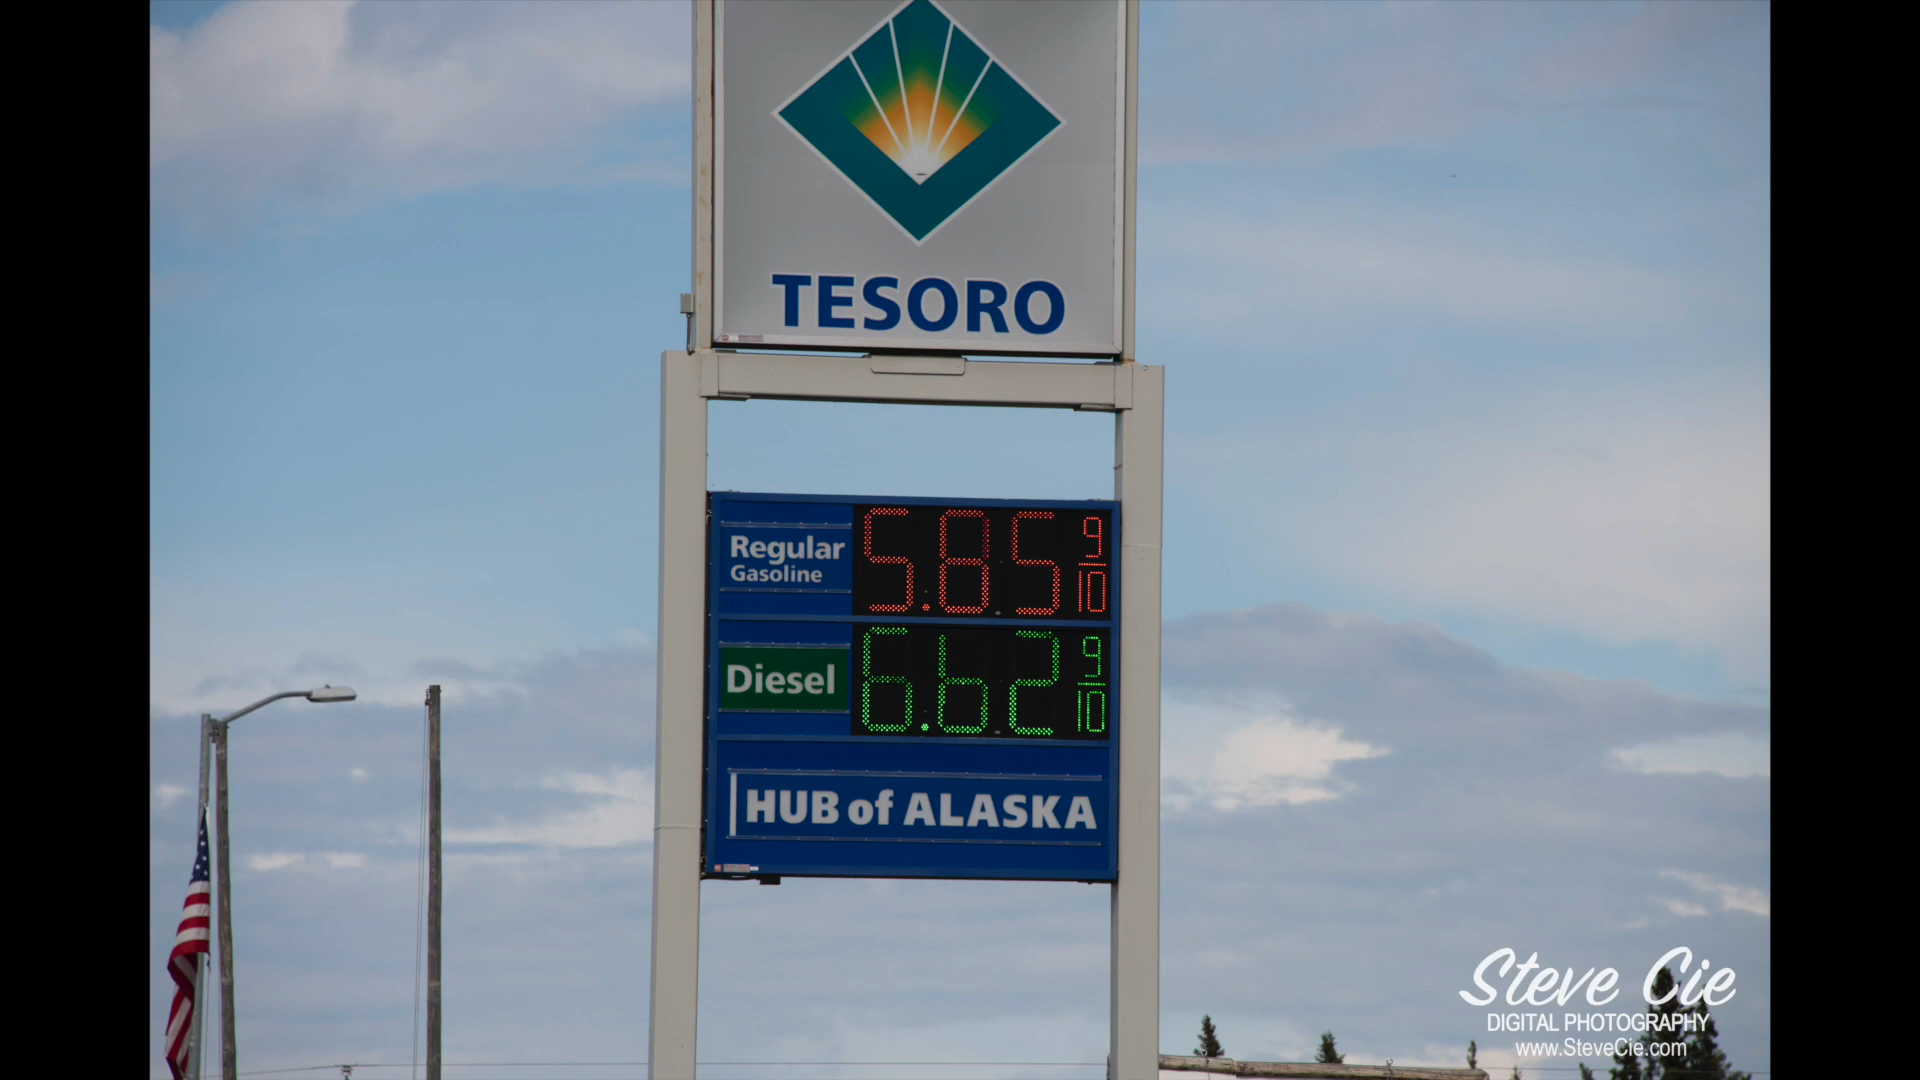 TESORO
Regular
Gasoline
5.85 9/10
Diesel
6.62 9/10
HUB of ALASKA
Steve Cie
DIGITAL PHOTOGRAPHY
www.SteveCie.com